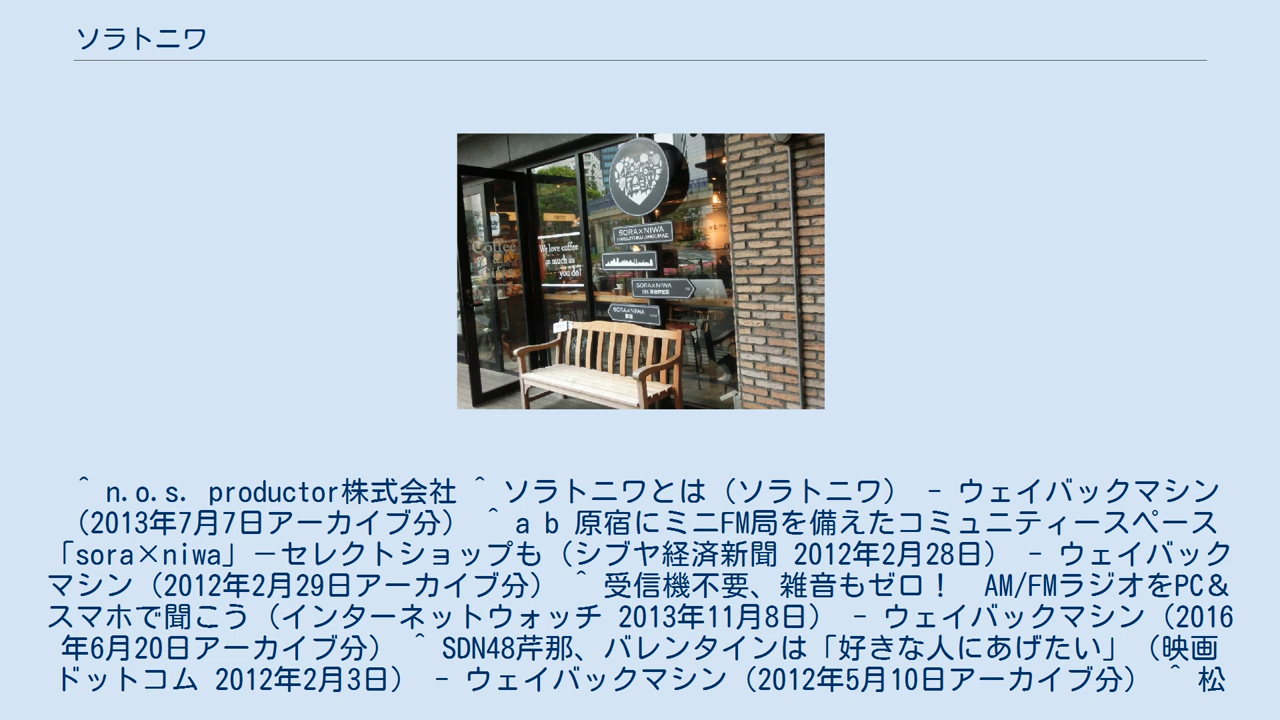 ソラトニワ
SORA×NIWA
HARAJUKU-JINGUMAE
We love coffee
as much as
you do!
Coffee
SORA×NIWA
SORA×NIWA
^ n.o.s. productor株式会社 ^ ソラトニワとは（ソラトニワ） - ウェイバックマシン
（2013年7月7日アーカイブ分） ^ a b 原宿にミニFM局を備えたコミュニティースペース
「sora×niwa」－セレクトショップも（シブヤ経済新聞 2012年2月28日） - ウェイバック
マシン（2012年2月29日アーカイブ分） ^ 受信機不要、雑音もゼロ！　AM/FMラジオをPC＆
スマホで聞こう（インターネットウォッチ 2013年11月8日） - ウェイバックマシン（2016
年6月20日アーカイブ分） ^ SDN48芹那、バレンタインは「好きな人にあげたい」（映画
ドットコム 2012年2月3日） - ウェイバックマシン（2012年5月10日アーカイブ分） ^ 松